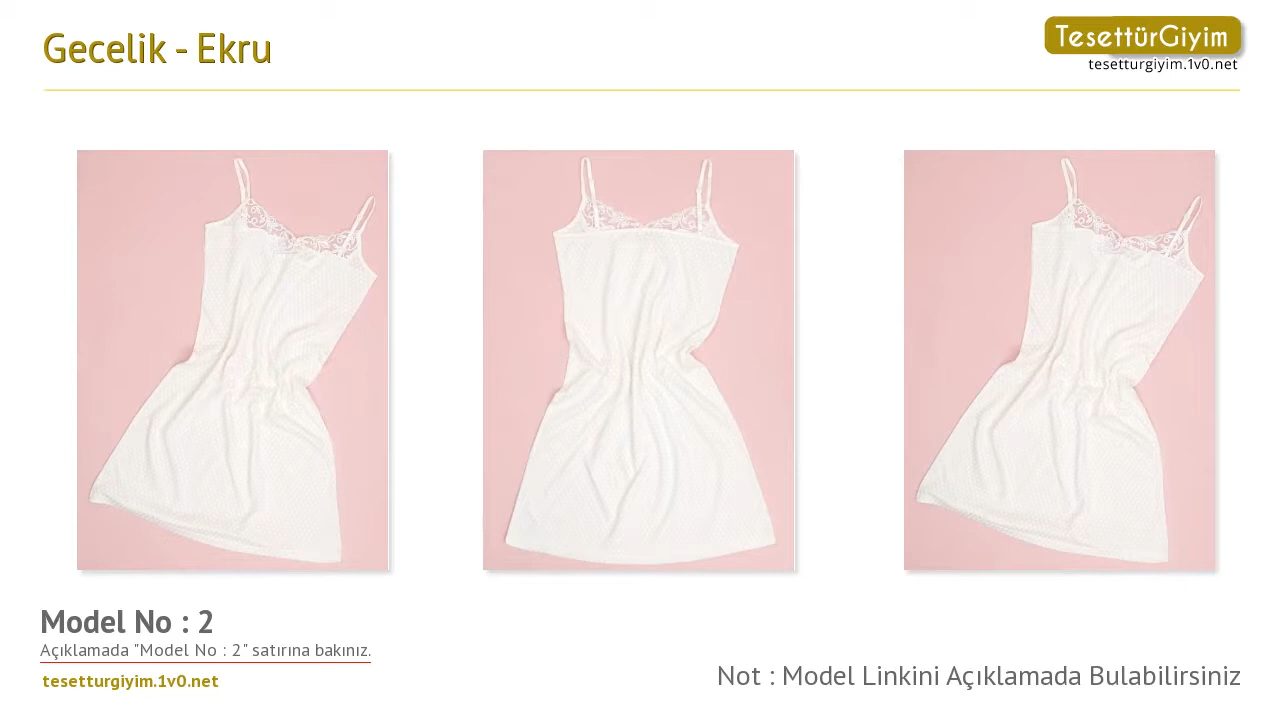 Gecelik - Ekru
TesettürGiyim
tesetturgiyim.1v0.net
Model No : 2
Açıklamada "Model No : 2" satırına bakınız.
tesetturgiyim.1v0.net
Not : Model Linkini Açıklamada Bulabilirsiniz